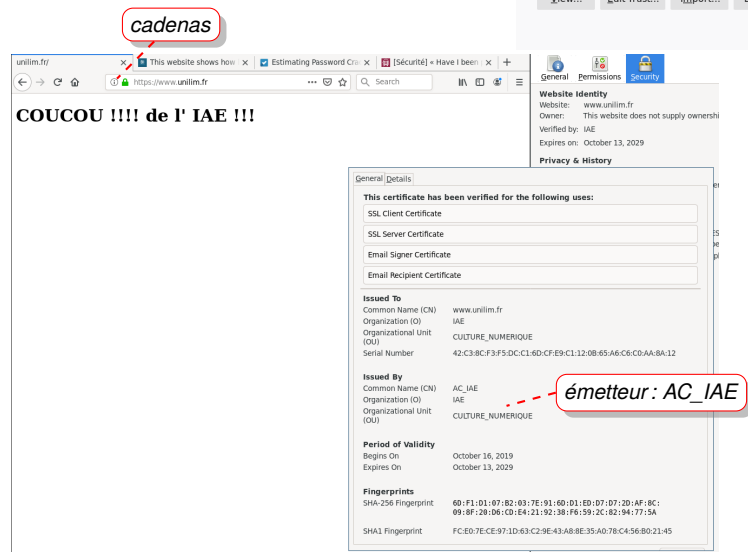 View... Edit Trust... Import...
cadenas
unilim.fr/
This website shows how
Estimating Password Crac
[Sécurité] « Have I been
https://www.unilim.fr
Search
COUCOU !!!! de l' IAE !!!
General Permissions Security
Website Identity
Website: www.unilim.fr
Owner: This website does not supply ownershi
Verified by: IAE
Expires on: October 13, 2029
Privacy & History
General Details
This certificate has been verified for the following uses:
SSL Client Certificate
SSL Server Certificate
Email Signer Certificate
Email Recipient Certificate
Issued To
Common Name (CN) www.unilim.fr
Organization (O) IAE
Organizational Unit (OU) CULTURE_NUMERIQUE
Serial Number 42:C3:8C:F3:F5:DC:C1:6D:CF:E9:C1:12:0B:65:A6:C6:C0:AA:8A:12
Issued By
Common Name (CN) AC_IAE
Organization (O) IAE
Organizational Unit (OU) CULTURE_NUMERIQUE
émetteur : AC_IAE
Period of Validity
Begins On October 16, 2019
Expires On October 13, 2029
Fingerprints
SHA-256 Fingerprint 6D:F1:D1:07:B2:03:7E:91:6D:D1:ED:D7:D7:2D:AF:8C:
09:8F:20:D6:CD:E4:21:92:38:F6:59:2C:82:94:77:5A
SHA1 Fingerprint FC:E0:7E:CE:97:1D:63:C2:9E:43:A8:8E:35:A0:78:C4:56:B0:21:45